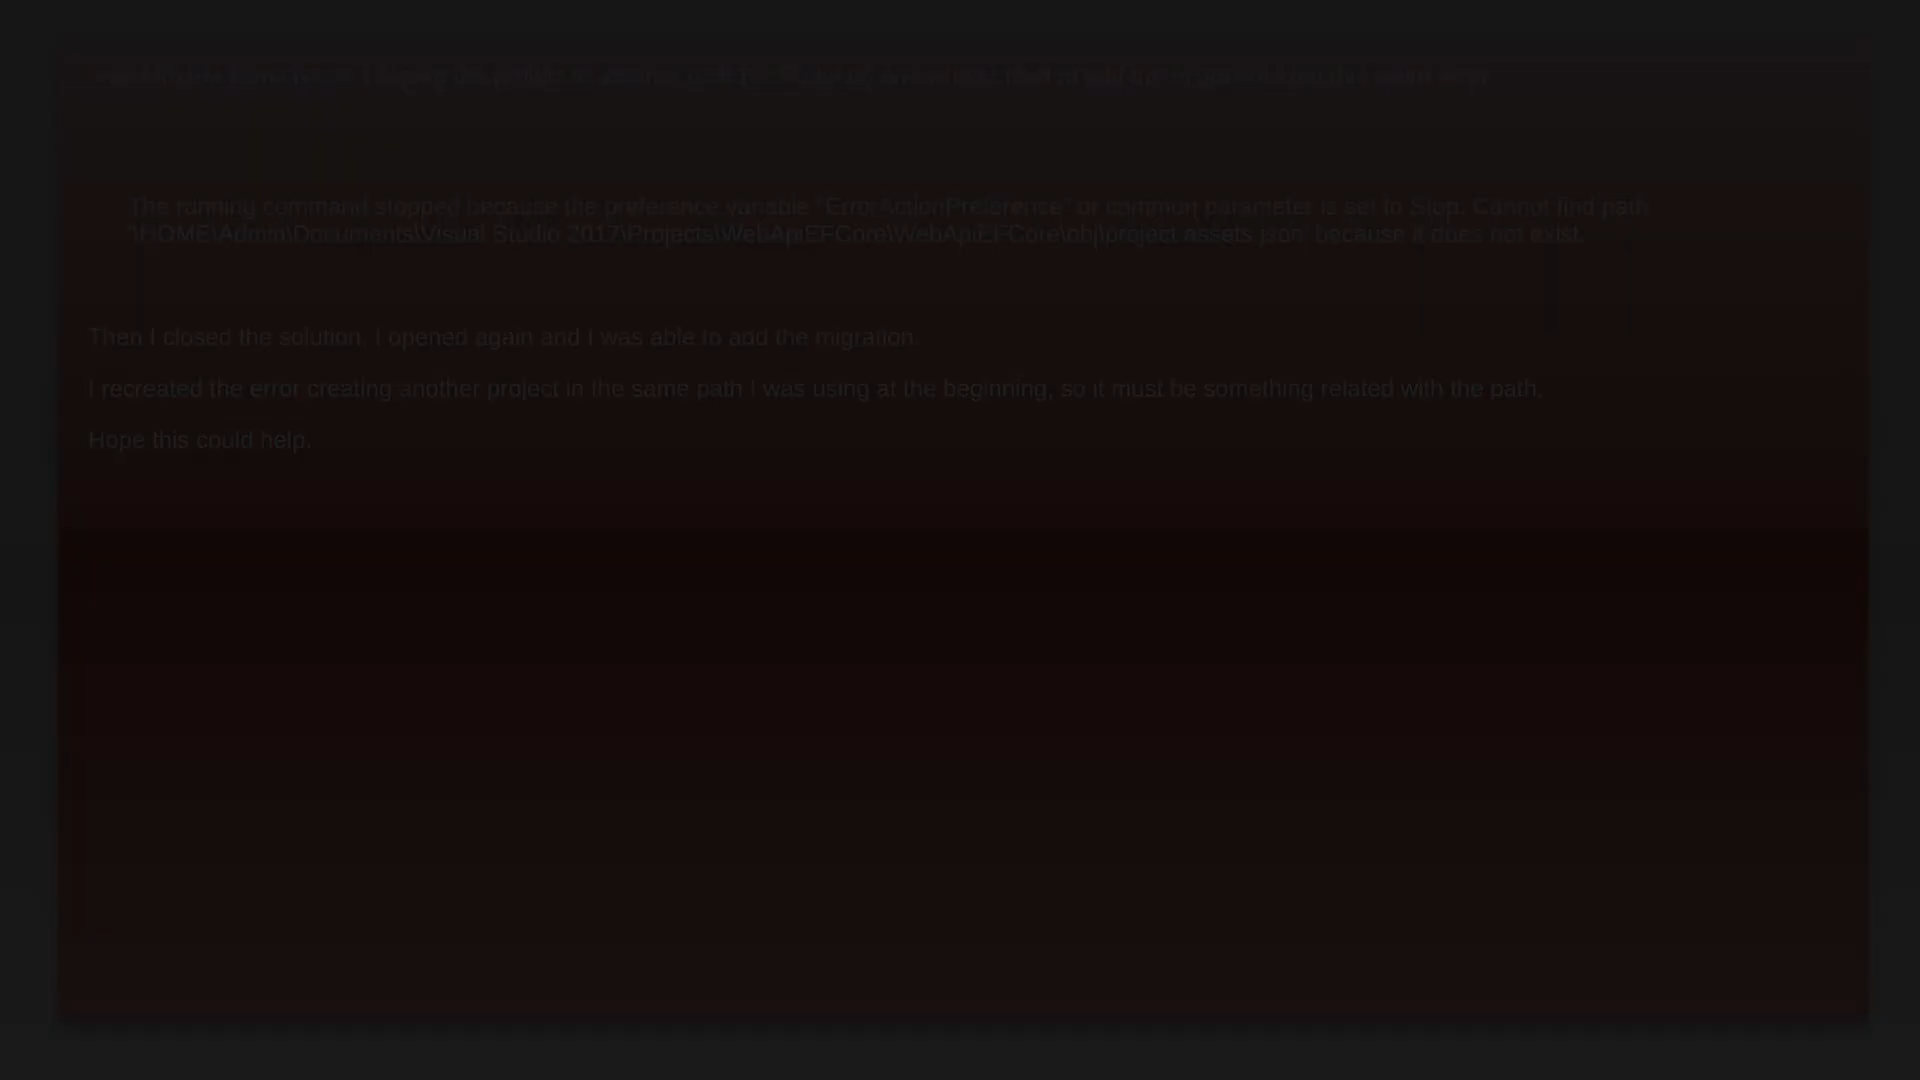 The running command stopped because the preference variable "ErrorActionPreference" or common parameter is set to Stop: Cannot find path
'\\HOME\Admin\Documents\Visual Studio 2017\Projects\WebApiEFCore\WebApiEFCore\obj\project.assets.json' because it does not exist.
Then I closed the solution, I opened again and I was able to add the migration.
I recreated the error creating another project in the same path I was using at the beginning, so it must be something related with the path.
Hope this could help.